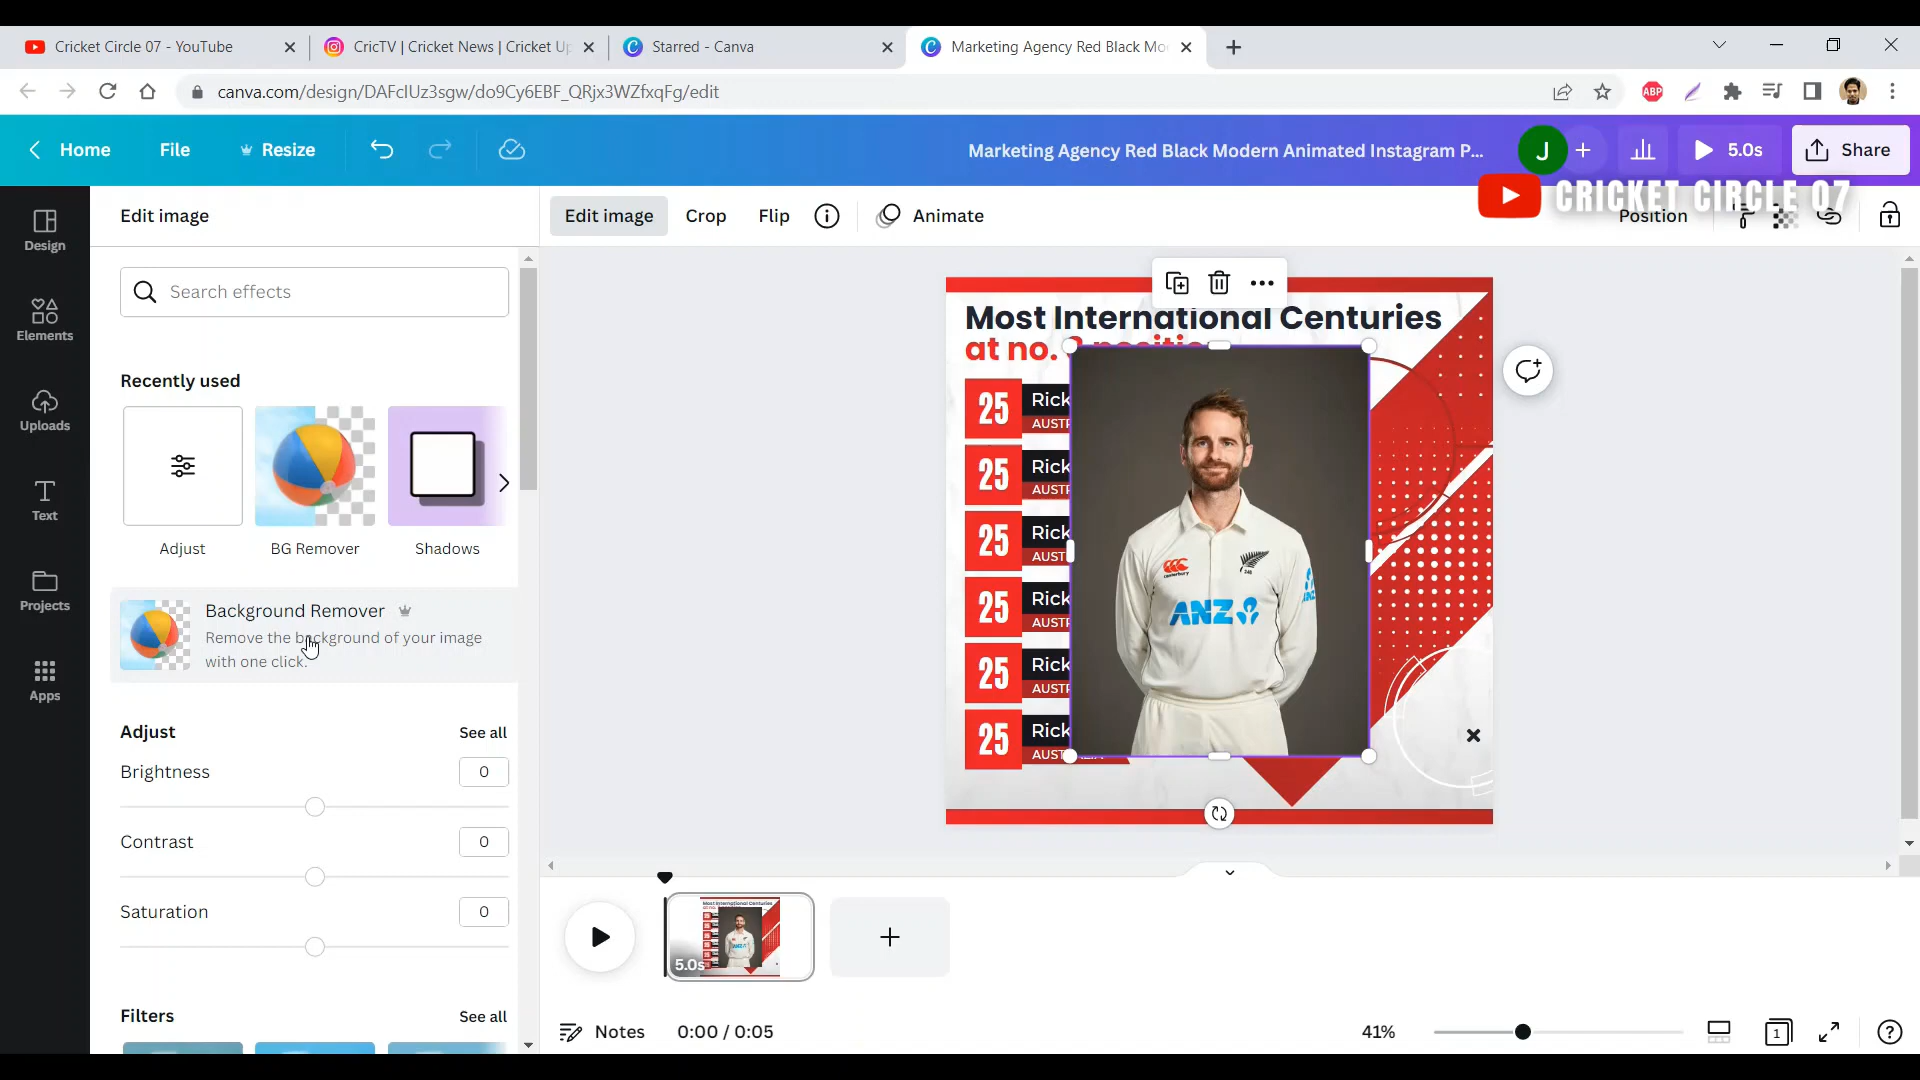 Cricket Circle 07 - YouTube
CricTV | Cricket News | Cricket Up
Starred - Canva
Marketing Agency Red Black Mo
canva.com/design/DAFclUz3sgw/do9Cy6EBF_QRjx3WZfxqFg/edit
ABP
Home
File
Resize
Marketing Agency Red Black Modern Animated Instagram P...
J
5.0s
Share
CRICKET CIRCLE 07
Edit image
Edit image
Crop
Flip
Animate
Position
Design
Elements
Uploads
Text
Projects
Apps
Search effects
Recently used
Adjust
BG Remover
Shadows
Background Remover
Remove the background of your image
with one click.
Adjust
See all
Brightness
0
Contrast
0
Saturation
0
Filters
See all
Most International Centuries
at no.
25
Rick
AUSTR
25
Rick
AUSTR
25
Rick
AUST
25
Rick
AUSTR
25
Rick
AUSTR
25
Rick
AUST
canterbury
ANZ
5.0s
Notes
0:00 / 0:05
41%
1